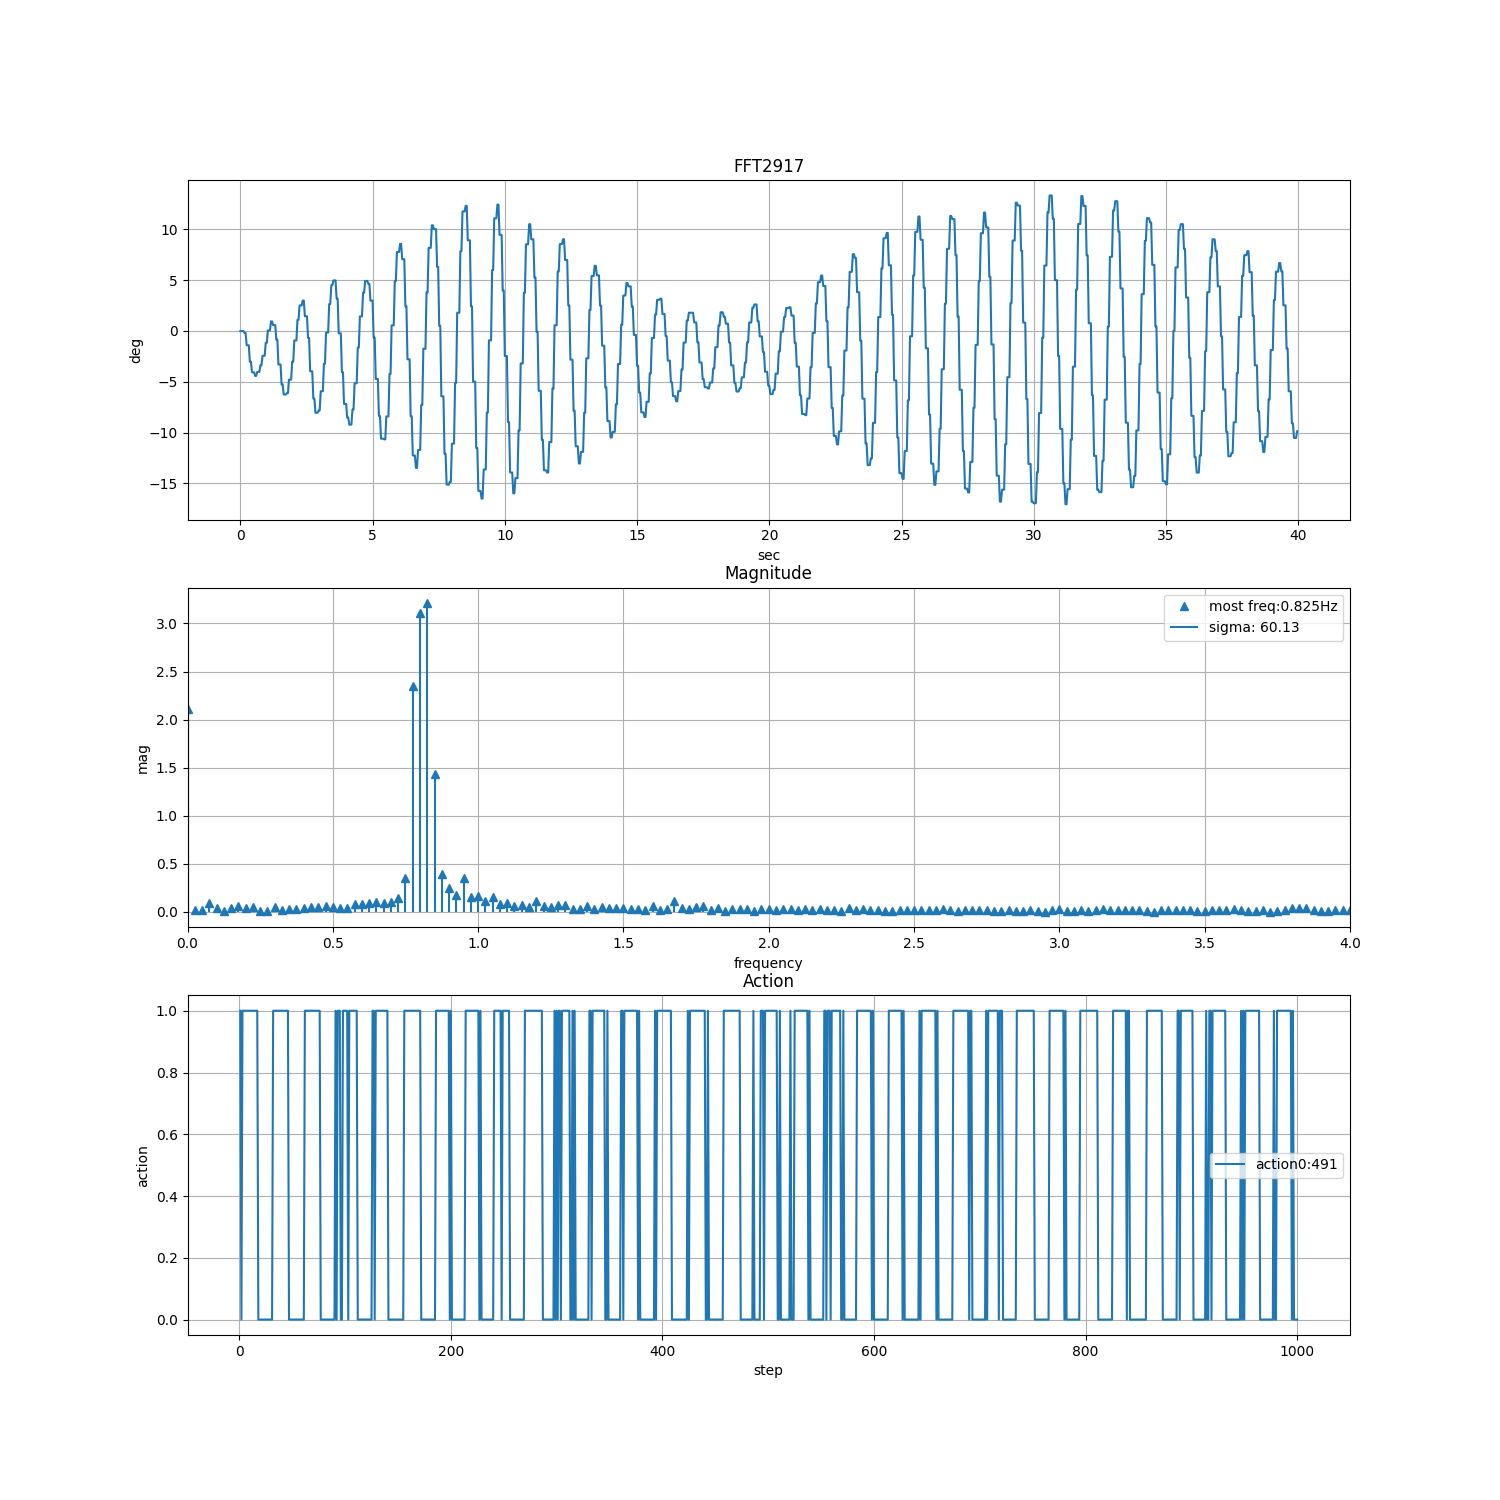 FFT2917
10
5
0
−5
−10
−15
deg
0 5 10 15 20 25 30 35 40
sec
Magnitude
most freq:0.825Hz
sigma: 60.13
3.0
2.5
2.0
1.5
1.0
0.5
0.0
mag
0.0 0.5 1.0 1.5 2.0 2.5 3.0 3.5 4.0
frequency
Action
1.0
0.8
0.6
0.4
0.2
0.0
action
action0:491
0 200 400 600 800 1000
step